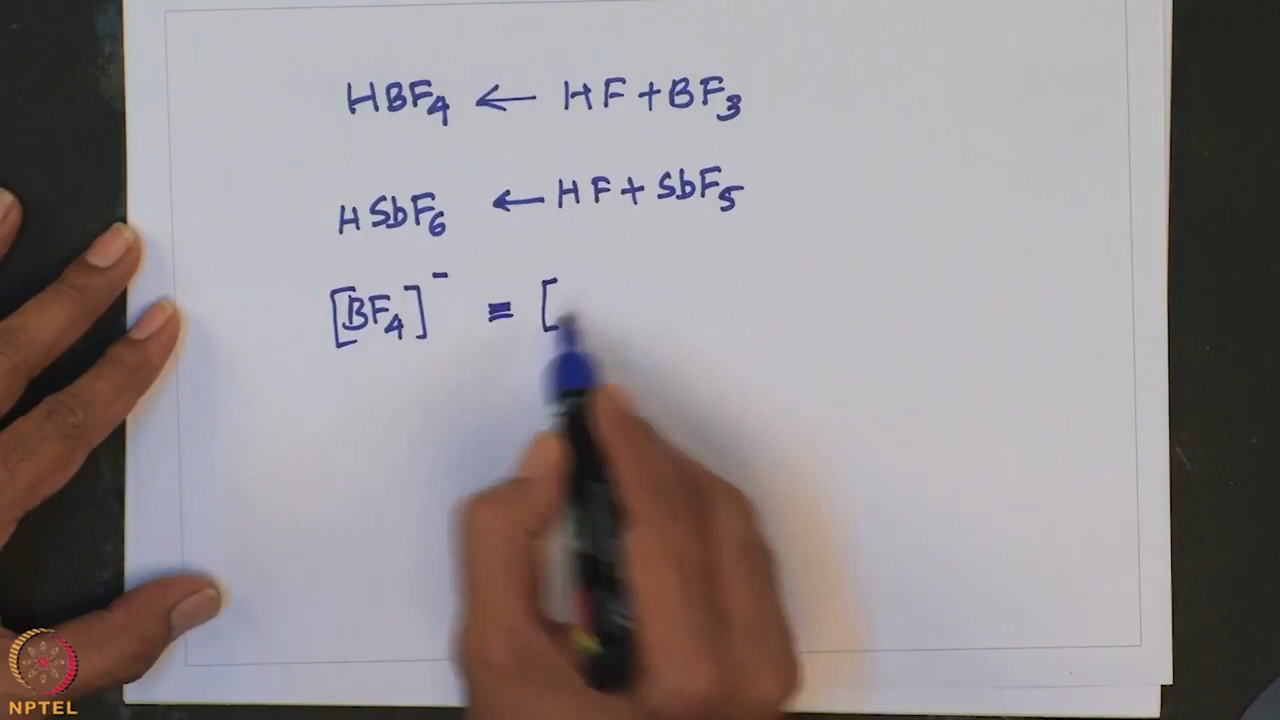 HBF₄ ← HF + BF₃
HSbF₆ ← HF + SbF₅
[BF₄]⁻ ≡ [
NPTEL